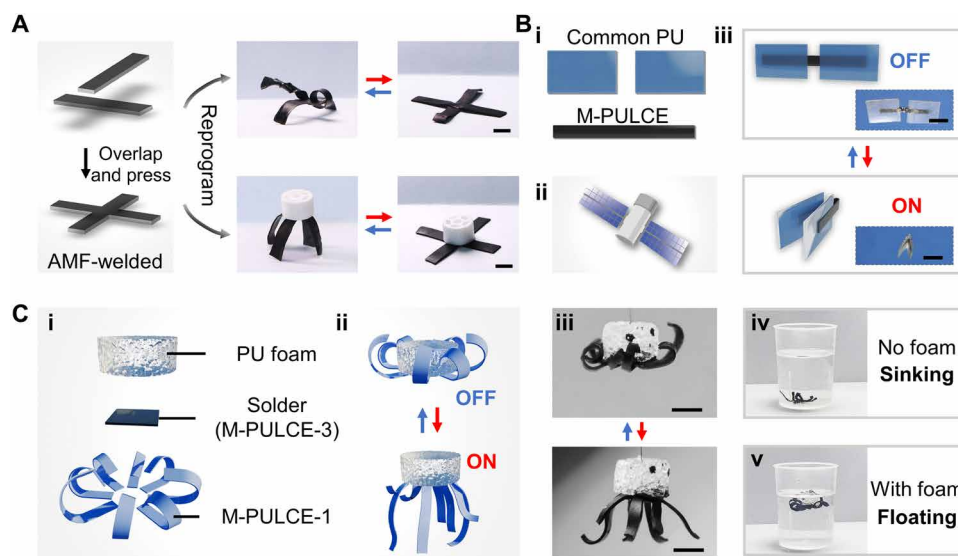 A
Overlap
and press
AMF-welded
Reprogram
B
i
Common PU
M-PULCE
ii
iii
OFF
ON
C
i
PU foam
Solder
(M-PULCE-3)
M-PULCE-1
ii
OFF
ON
iii
iv
No foam
Sinking
v
With foam
Floating